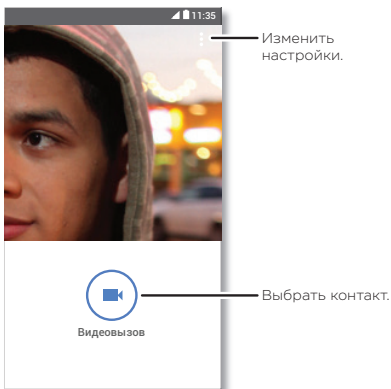 11:35
Изменить
настройки.
Выбрать контакт.
Видеовызов